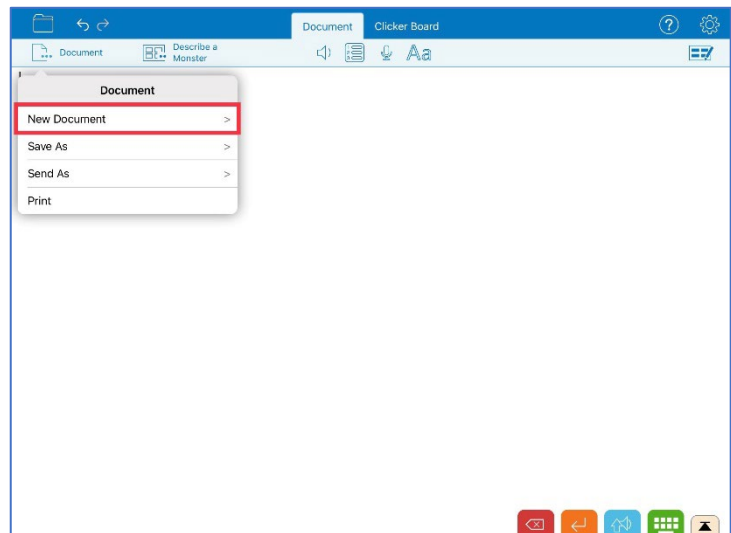 Document
Clicker Board
?
Document
Describe a
Monster
Aa
Document
New Document >
Save As >
Send As >
Print